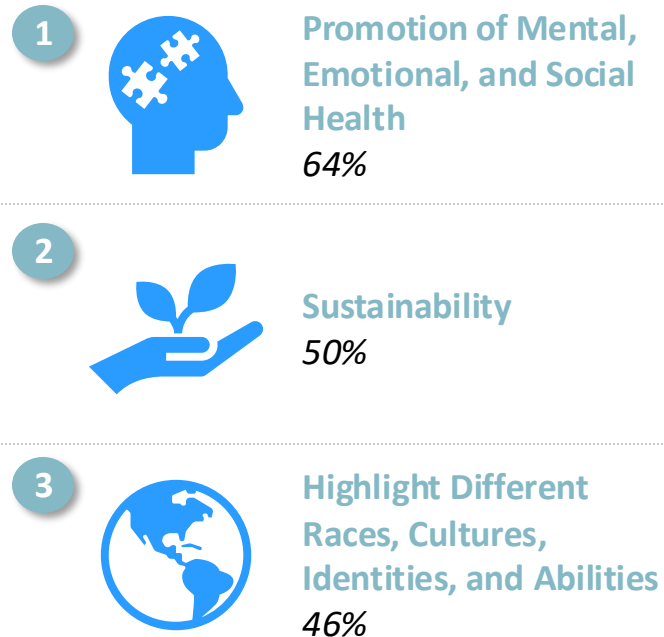 1
Promotion of Mental,
Emotional, and Social
Health
64%
2
Sustainability
50%
3
Highlight Different
Races, Cultures,
Identities, and Abilities
46%